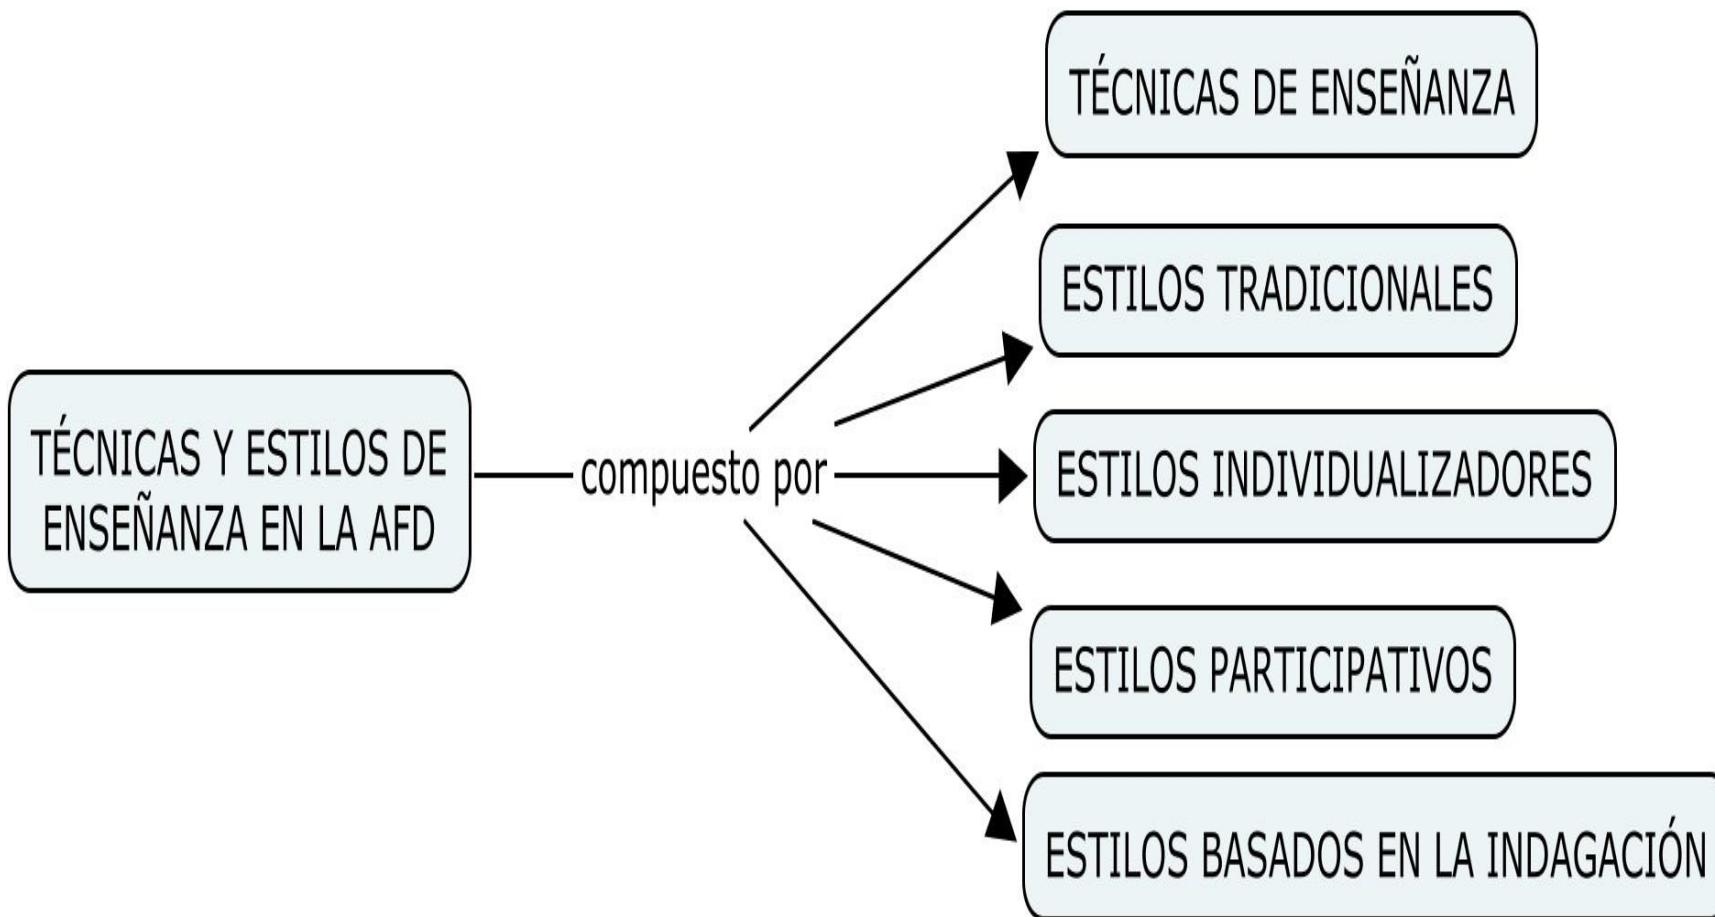 TÉCNICAS Y ESTILOS DE
ENSEÑANZA EN LA AFD
compuesto por
TÉCNICAS DE ENSEÑANZA
ESTILOS TRADICIONALES
ESTILOS INDIVIDUALIZADORES
ESTILOS PARTICIPATIVOS
ESTILOS BASADOS EN LA INDAGACIÓN